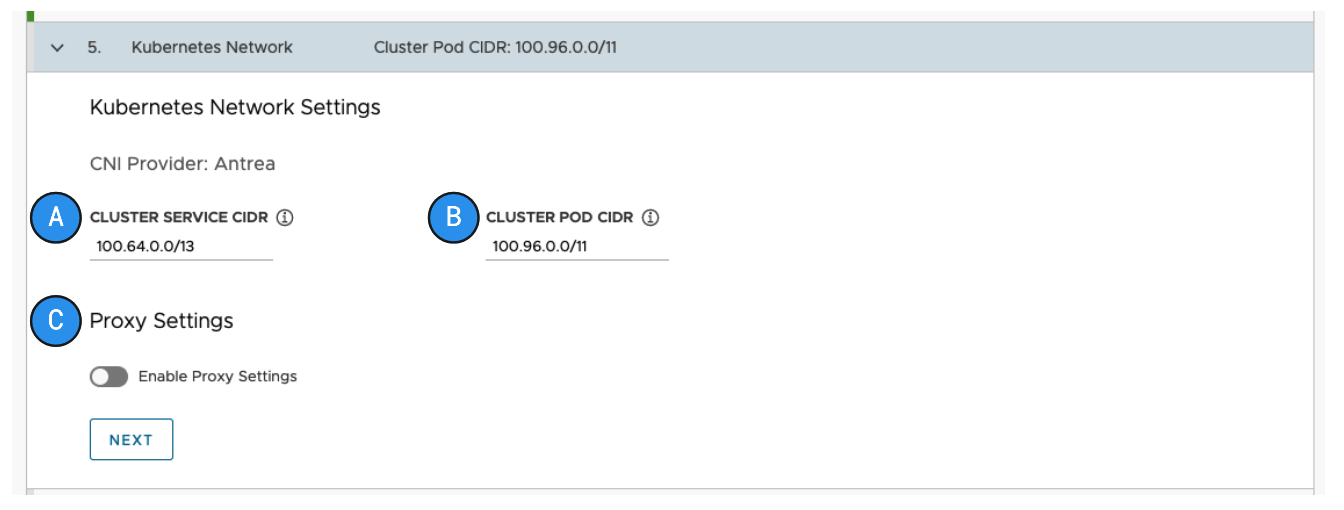 5. Kubernetes Network Cluster Pod CIDR: 100.96.0.0/11
Kubernetes Network Settings
CNI Provider: Antrea
A CLUSTER SERVICE CIDR B CLUSTER POD CIDR
100.64.0.0/13 100.96.0.0/11
C Proxy Settings
Enable Proxy Settings
NEXT